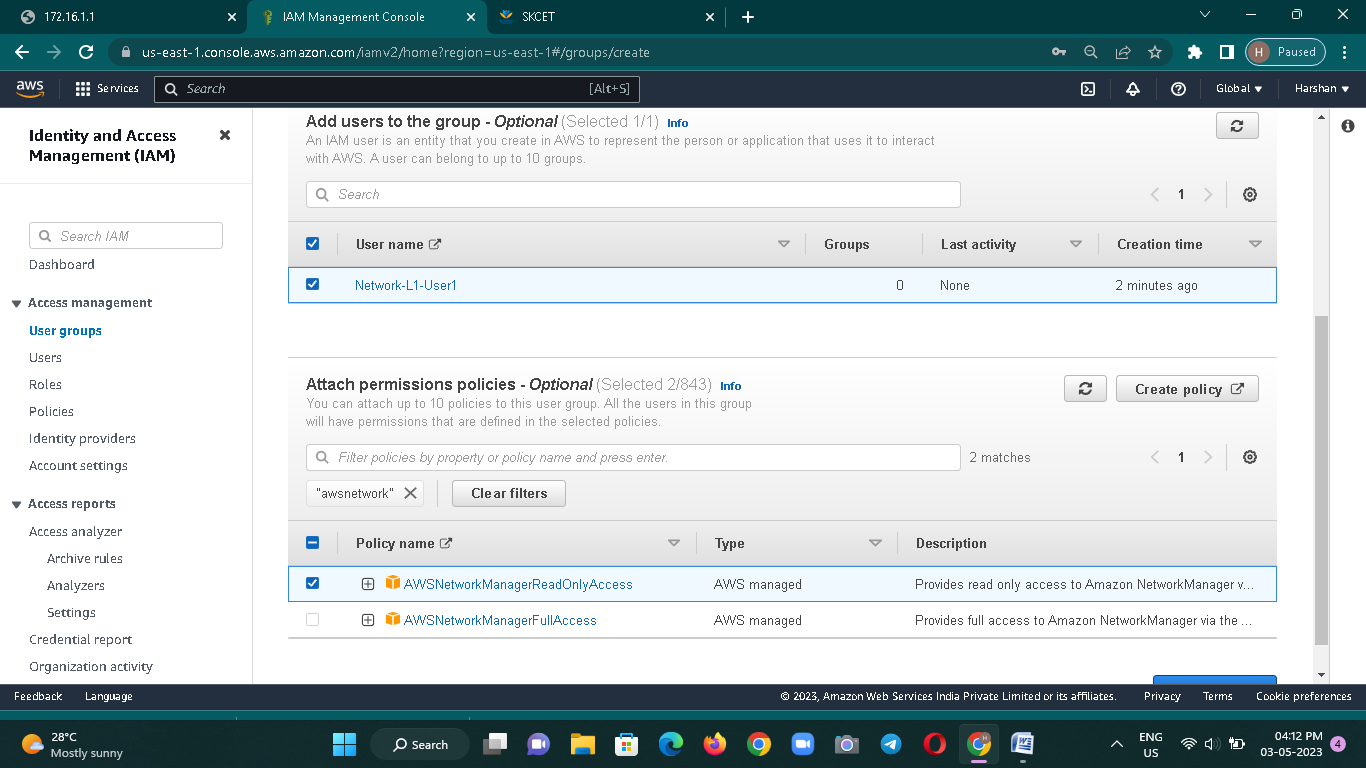 172.16.1.1
IAM Management Console
SKCET
us-east-1.console.aws.amazon.com/iamv2/home?region=us-east-1#/groups/create
H Paused
aws
Services
Search [Alt+S]
Global
Harshan
Identity and Access
Management (IAM)
Search IAM
Dashboard
Access management
User groups
Users
Roles
Policies
Identity providers
Account settings
Access reports
Access analyzer
Archive rules
Analyzers
Settings
Credential report
Organization activity
Add users to the group - Optional (Selected 1/1) Info
An IAM user is an entity that you create in AWS to represent the person or application that uses it to interact
with AWS. A user can belong to up to 10 groups.
Search
1
User name Groups Last activity Creation time
Network-L1-User1 0 None 2 minutes ago
Attach permissions policies - Optional (Selected 2/843) Info
You can attach up to 10 policies to this user group. All the users in this group
will have permissions that are defined in the selected policies.
Create policy
Filter policies by property or policy name and press enter.
2 matches
1
"awsnetwork"
Clear filters
Policy name Type Description
AWSNetworkManagerReadOnlyAccess AWS managed Provides read only access to Amazon NetworkManager v...
AWSNetworkManagerFullAccess AWS managed Provides full access to Amazon NetworkManager via the ...
Feedback Language
© 2023, Amazon Web Services India Private Limited or its affiliates. Privacy Terms Cookie preferences
28°C
Mostly sunny
Search
ENG
US
04:12 PM
03-05-2023
4